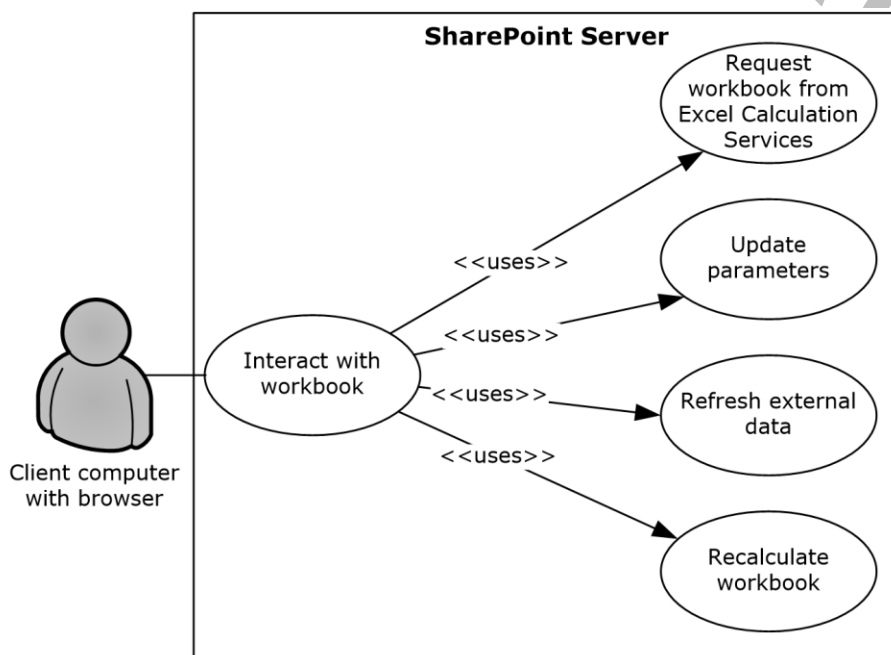 SharePoint Server
Request
workbook from
Excel Calculation
Services
<<uses>>
Update
parameters
<<uses>>
Interact with
workbook
<<uses>>
Refresh external
data
<<uses>>
Client computer
with browser
Recalculate
workbook